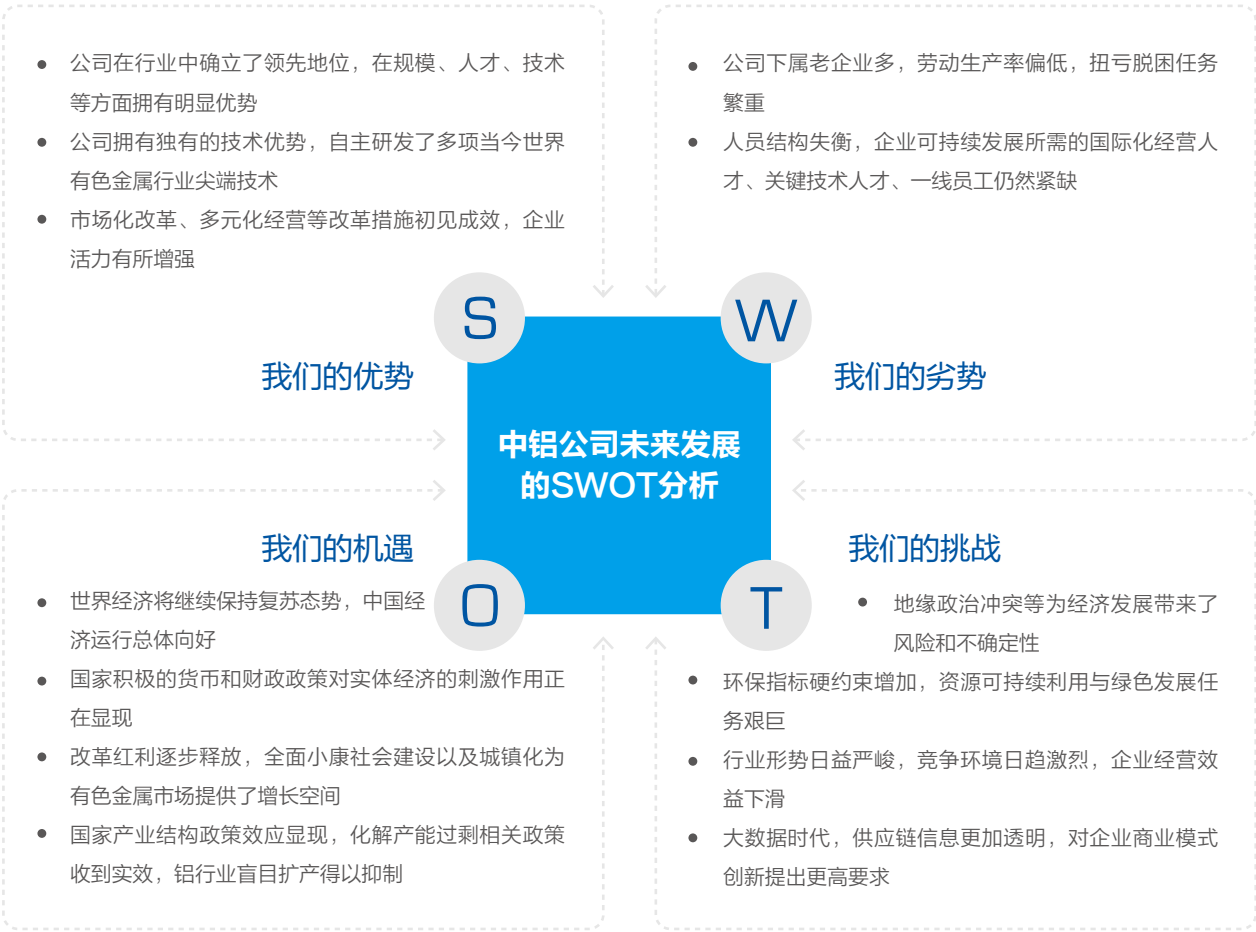 • 公司在行业中确立了领先地位，在规模、人才、技术
等方面拥有明显优势
• 公司拥有独有的技术优势，自主研发了多项当今世界
有色金属行业尖端技术
• 市场化改革、多元化经营等改革措施初见成效，企业
活力有所增强
S
我们的优势
• 公司下属老企业多，劳动生产率偏低，扭亏脱困任务
繁重
• 人员结构失衡，企业可持续发展所需的国际化经营人
才、关键技术人才、一线员工仍然紧缺
W
我们的劣势
中铝公司未来发展
的SWOT分析
我们的机遇
O
• 世界经济将继续保持复苏态势，中国经
济运行总体向好
• 国家积极的货币和财政政策对实体经济的刺激作用正
在显现
• 改革红利逐步释放，全面小康社会建设以及城镇化为
有色金属市场提供了增长空间
• 国家产业结构政策效应显现，化解产能过剩相关政策
收到实效，铝行业盲目扩产得以抑制
我们的挑战
T
• 地缘政治冲突等为经济发展带来了
风险和不确定性
• 环保指标硬约束增加，资源可持续利用与绿色发展任
务艰巨
• 行业形势日益严峻，竞争环境日趋激烈，企业经营效
益下滑
• 大数据时代，供应链信息更加透明，对企业商业模式
创新提出更高要求